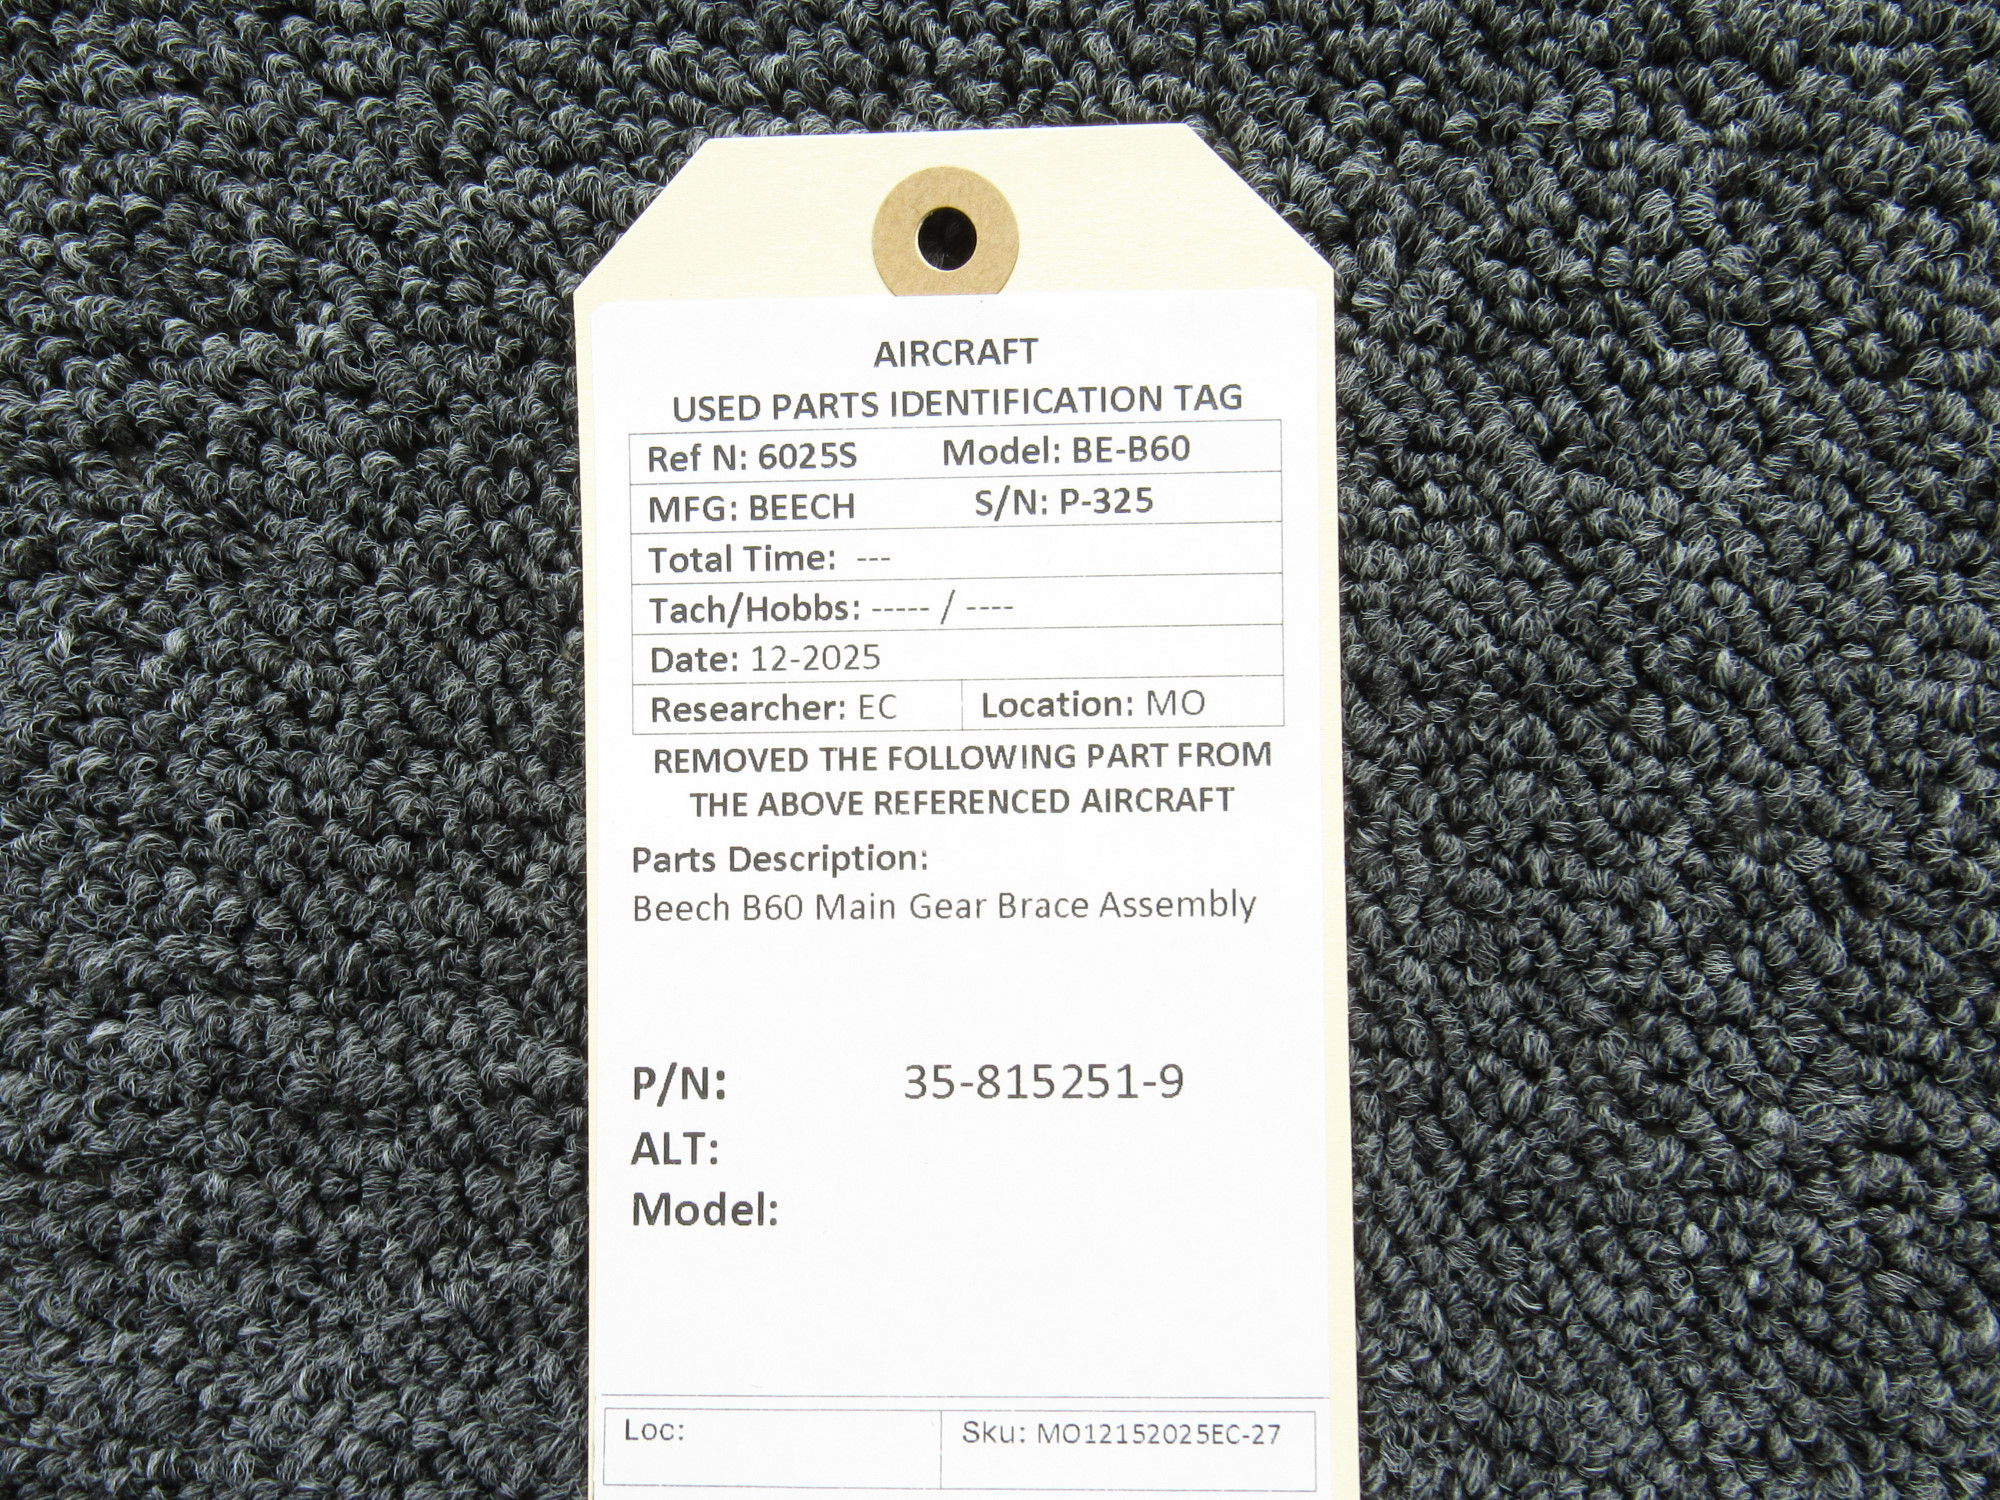 AIRCRAFT
USED PARTS IDENTIFICATION TAG
Ref N: 6025S Model: BE-B60
MFG: BEECH S/N: P-325
Total Time: ---
Tach/Hobbs: ----- / ----
Date: 12-2025
Researcher: EC Location: MO
REMOVED THE FOLLOWING PART FROM
THE ABOVE REFERENCED AIRCRAFT
Parts Description:
Beech B60 Main Gear Brace Assembly
P/N: 35-815251-9
ALT:
Model:
Loc: Sku: MO12152025EC-27